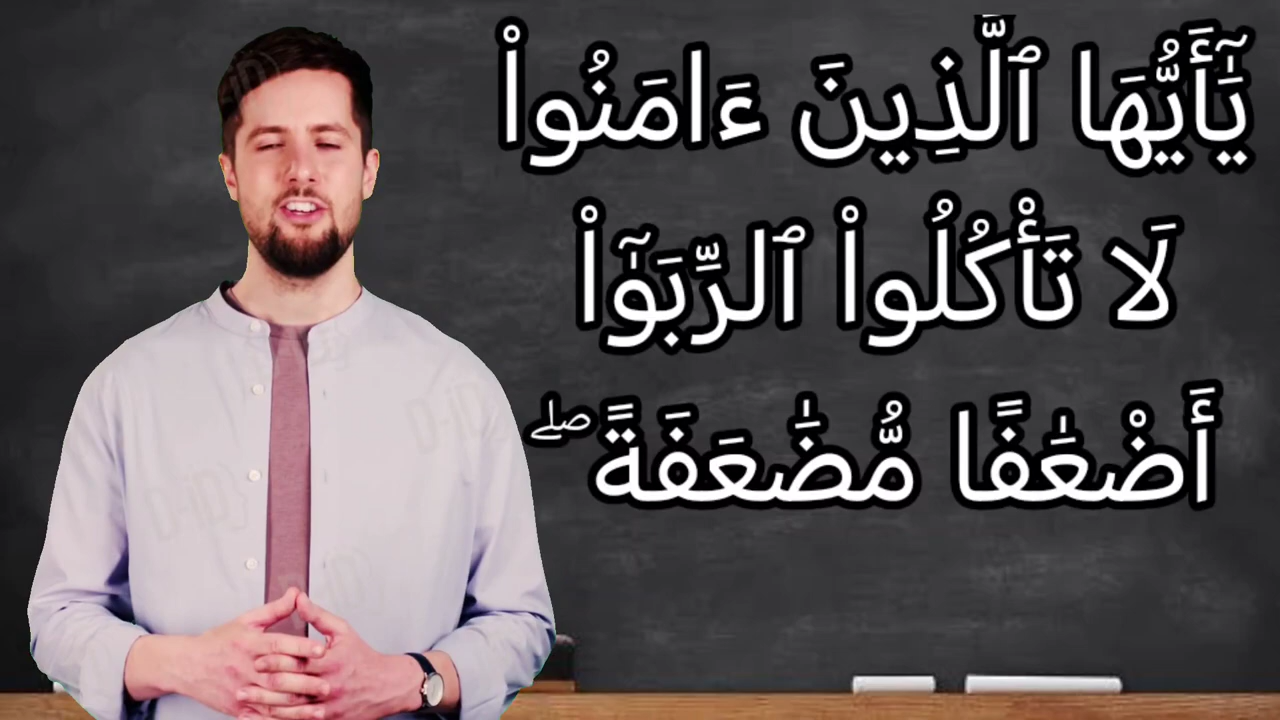 يَٰٓأَيُّهَا ٱلَّذِينَ ءَامَنُوا۟
لَا تَأْكُلُوا۟ ٱلرِّبَوٰٓا۟
أَضْعَٰفًا مُّضَٰعَفَةً ۖ